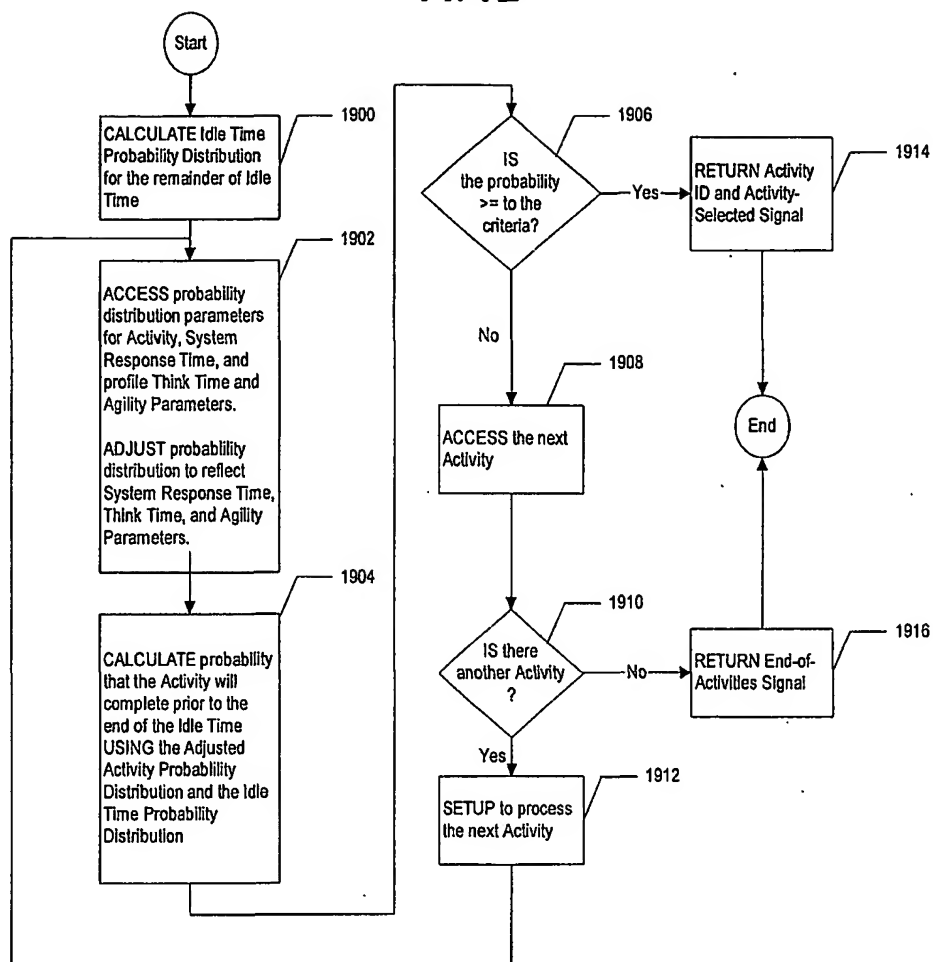 Start
1900
CALCULATE Idle Time
Probability Distribution
for the remainder of Idle
Time
1902
ACCESS probability
distribution parameters
for Activity, System
Response Time, and
profile Think Time and
Agility Parameters.
ADJUST probablility
distribution to reflect
System Response Time,
Think Time, and Agility
Parameters.
1904
CALCULATE probability
that the Activity will
complete prior to the
end of the Idle Time
USING the Adjusted
Activity Probablility
Distribution and the Idle
Time Probability
Distribution
1906
IS
the probability
>= to the
criteria?
Yes
No
1914
RETURN Activity
ID and Activity-
Selected Signal
1908
ACCESS the next
Activity
End
1910
IS there
another Activity
?
No
Yes
1916
RETURN End-of-
Activities Signal
1912
SETUP to process
the next Activity